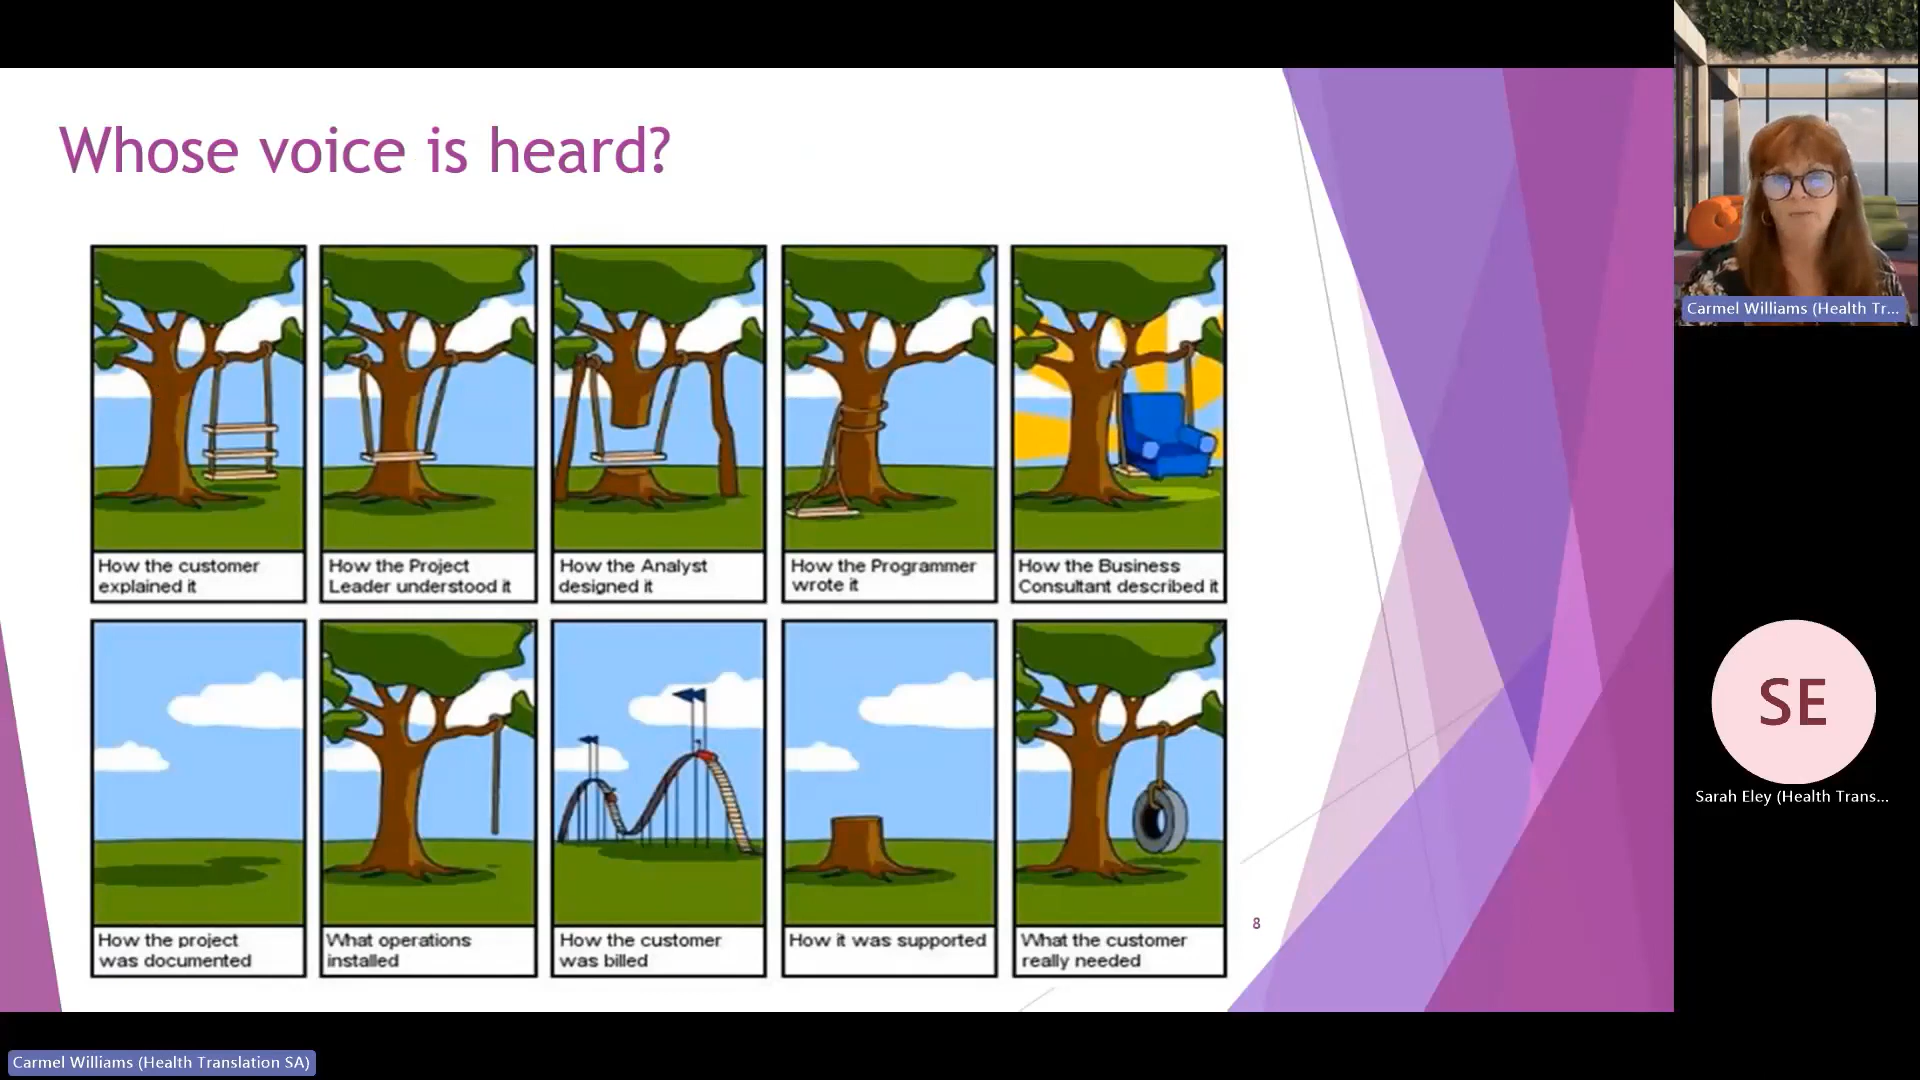 Whose voice is heard?
How the customer
explained it
How the Project
Leader understood it
How the Analyst
designed it
How the Programmer
wrote it
How the Business
Consultant described it
How the project
was documented
What operations
installed
How the customer
was billed
How it was supported
What the customer
really needed
8
Carmel Williams (Health Tr...
SE
Sarah Eley (Health Trans...
Carmel Williams (Health Translation SA)